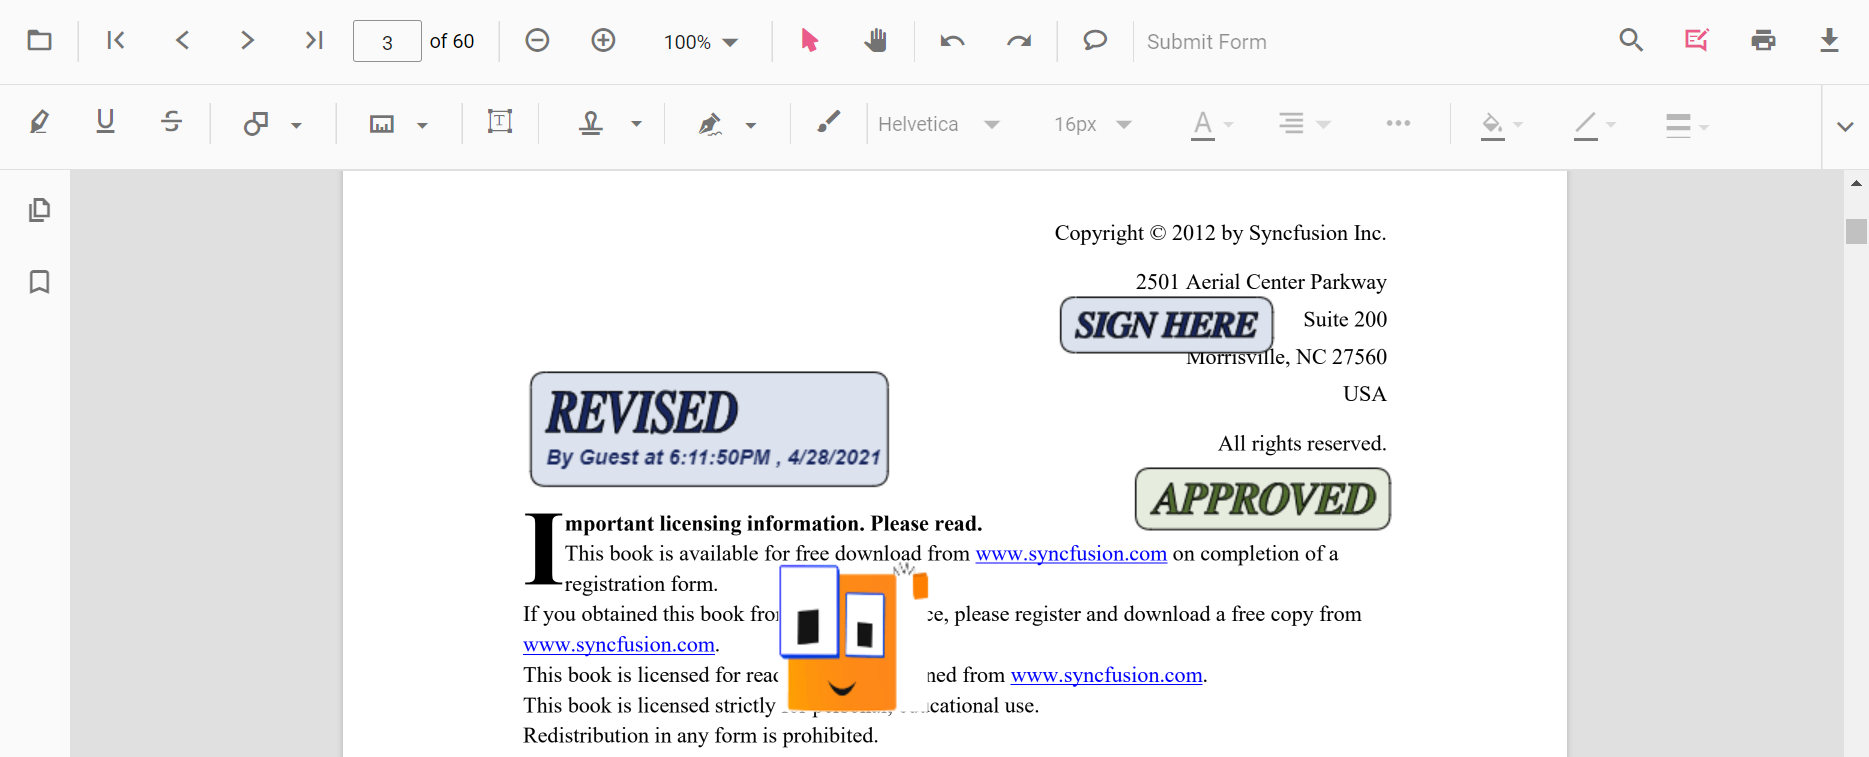 3 of 60 100% Submit Form
Helvetica 16px
Copyright © 2012 by Syncfusion Inc.
2501 Aerial Center Parkway
SIGN HERE Suite 200
Morrisville, NC 27560
USA
REVISED
By Guest at 6:11:50PM , 4/28/2021
All rights reserved.
APPROVED
Important licensing information. Please read.
This book is available for free download from www.syncfusion.com on completion of a
registration form.
If you obtained this book ce, please register and download a free copy from
www.syncfusion.com.
This book is licensed for ned from www.syncfusion.com.
This book is licensed strictly cational use.
Redistribution in any form is prohibited.